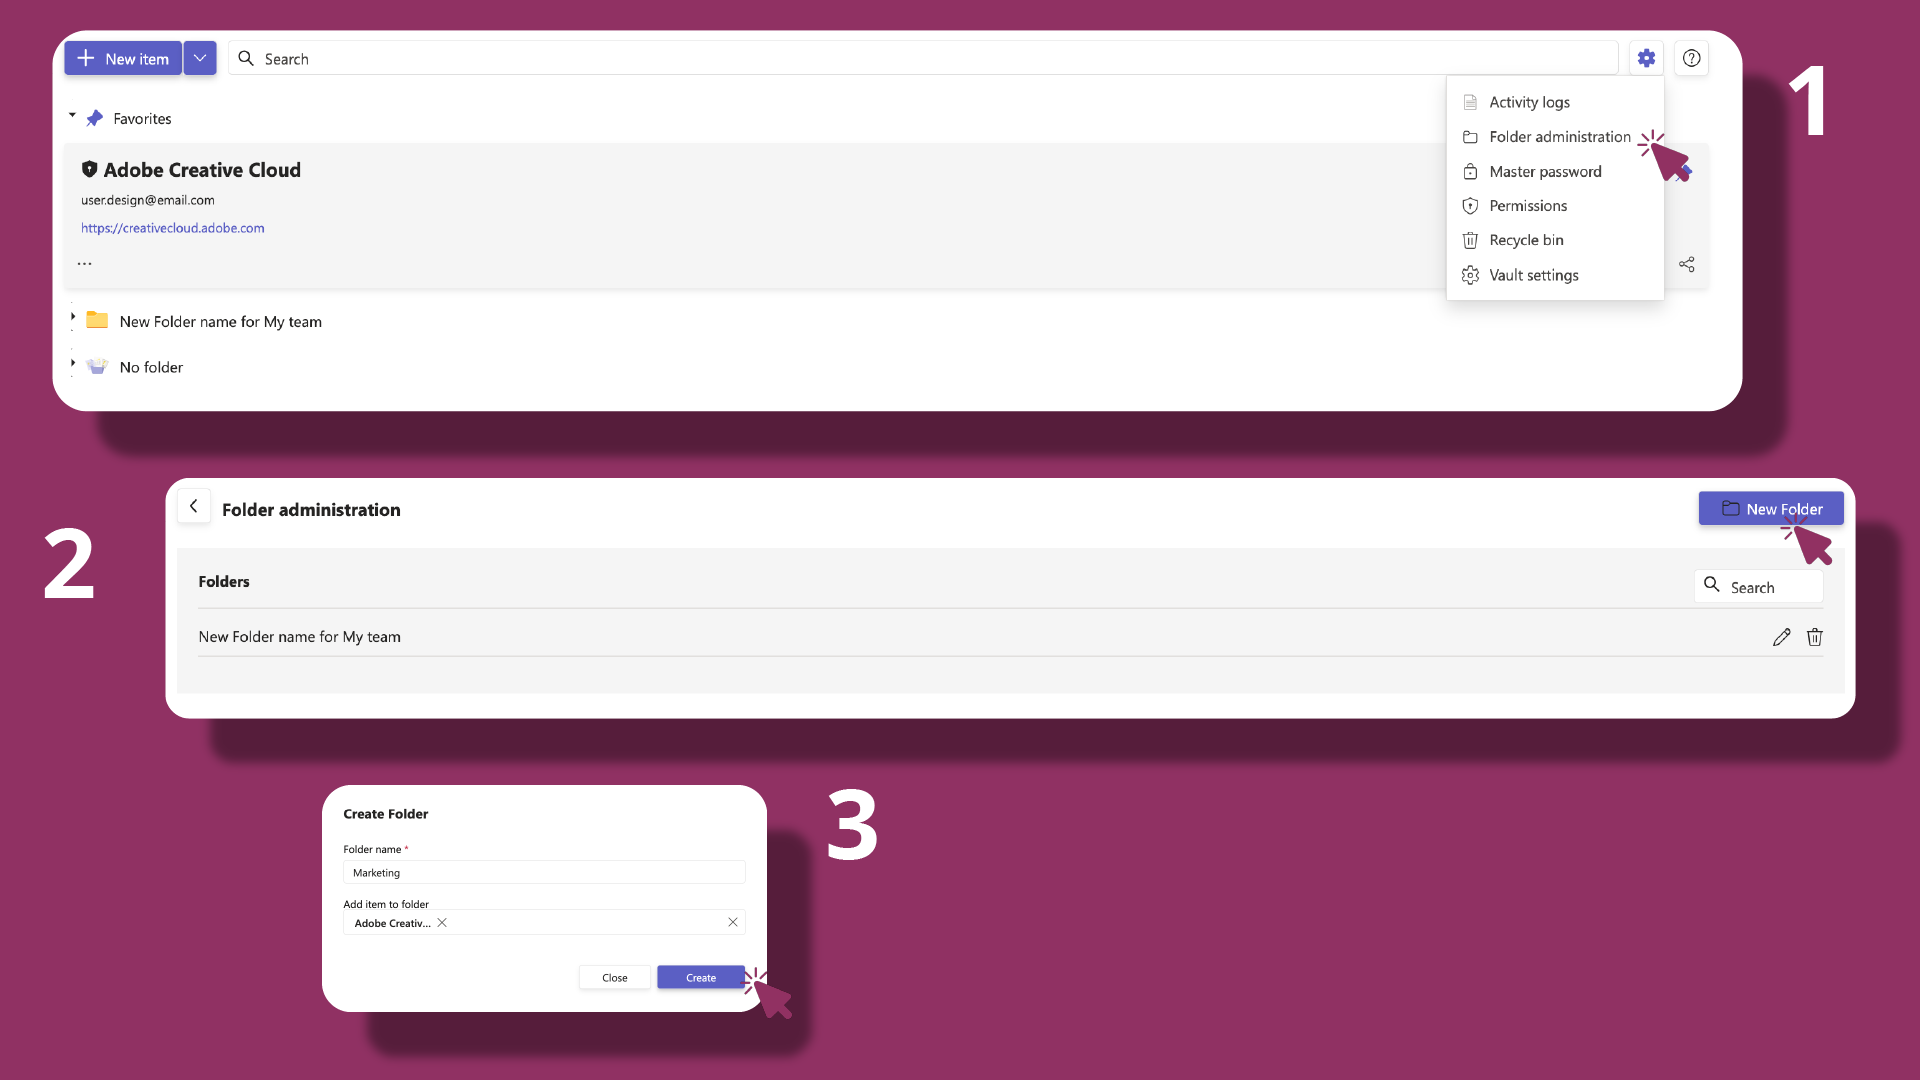 New item
Search
Favorites
Adobe Creative Cloud
user.design@email.com
https://creativecloud.adobe.com
...
New Folder name for My team
No folder
Activity logs
Folder administration
Master password
Permissions
Recycle bin
Vault settings
1
2
Folder administration
New Folder
Folders
Search
New Folder name for My team
3
Create Folder
Folder name *
Marketing
Add item to folder
Adobe Creativ...
Close
Create